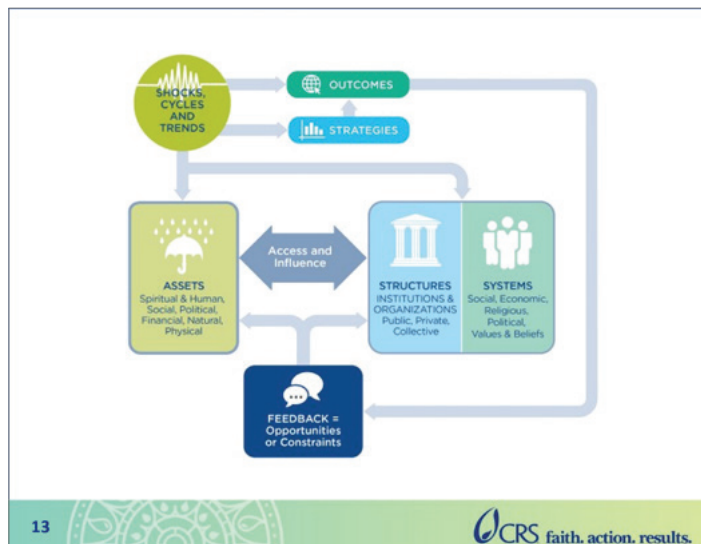 SHOCKS,
CYCLES
AND
TRENDS
OUTCOMES
STRATEGIES
ASSETS
Spiritual & Human,
Social, Political,
Financial, Natural,
Physical
Access and
Influence
STRUCTURES
INSTITUTIONS &
ORGANIZATIONS
Public, Private,
Collective
SYSTEMS
Social, Economic,
Religious,
Political,
Values & Beliefs
FEEDBACK =
Opportunities
or Constraints
13
CRS faith. action. results.